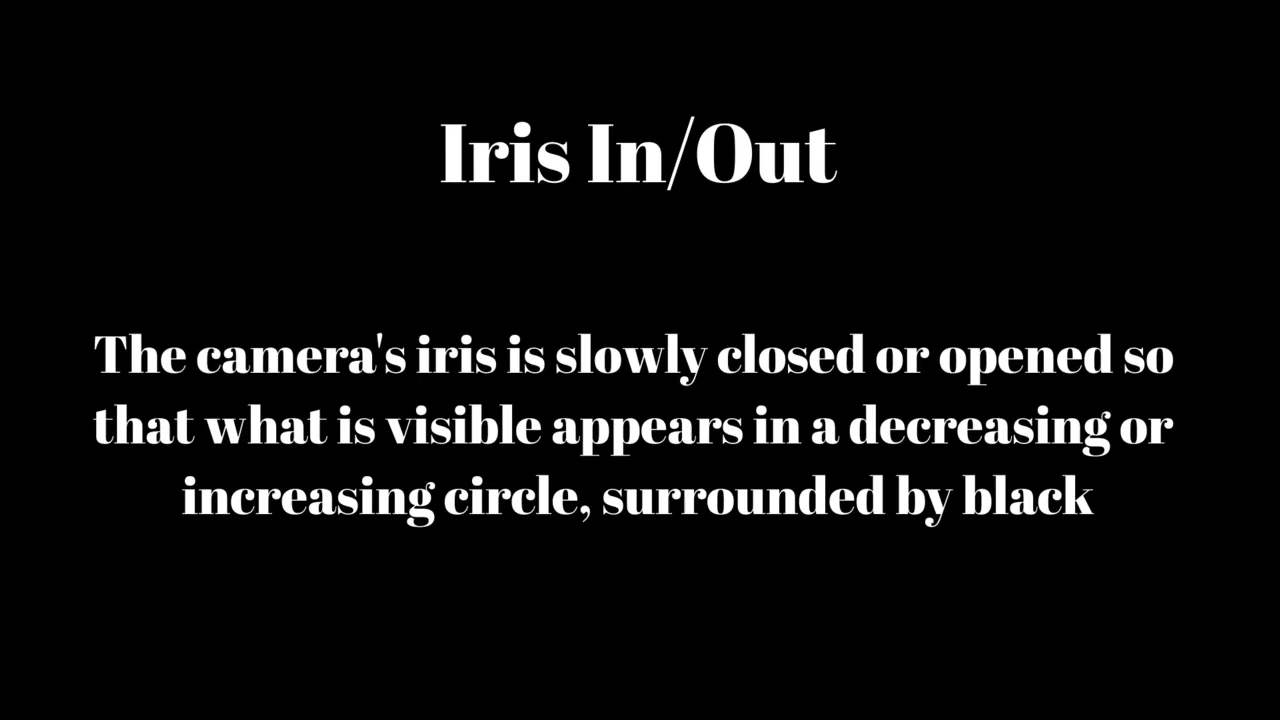 Iris In/Out
The camera's iris is slowly closed or opened so
that what is visible appears in a decreasing or
increasing circle, surrounded by black